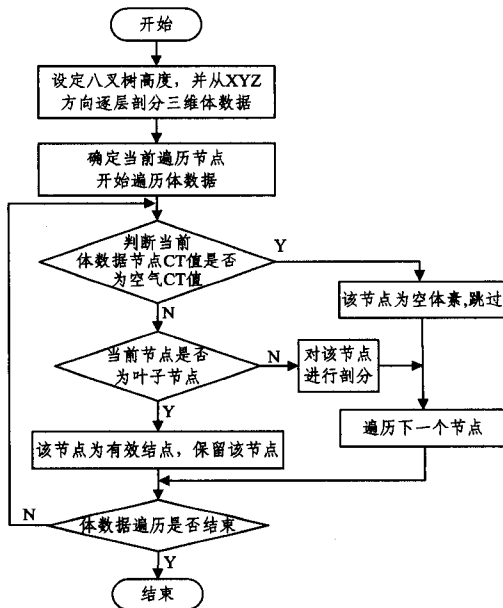 开始
设定八叉树高度，并从XYZ
方向逐层剖分三维体数据
确定当前遍历节点
开始遍历体数据
判断当前
体数据节点CT值是否
为空气CT值
Y
N
该节点为空体素,跳过
当前节点是否
为叶子节点
N
Y
对该节点
进行剖分
该节点为有效结点，保留该节点
遍历下一个节点
体数据遍历是否结束
N
Y
结束